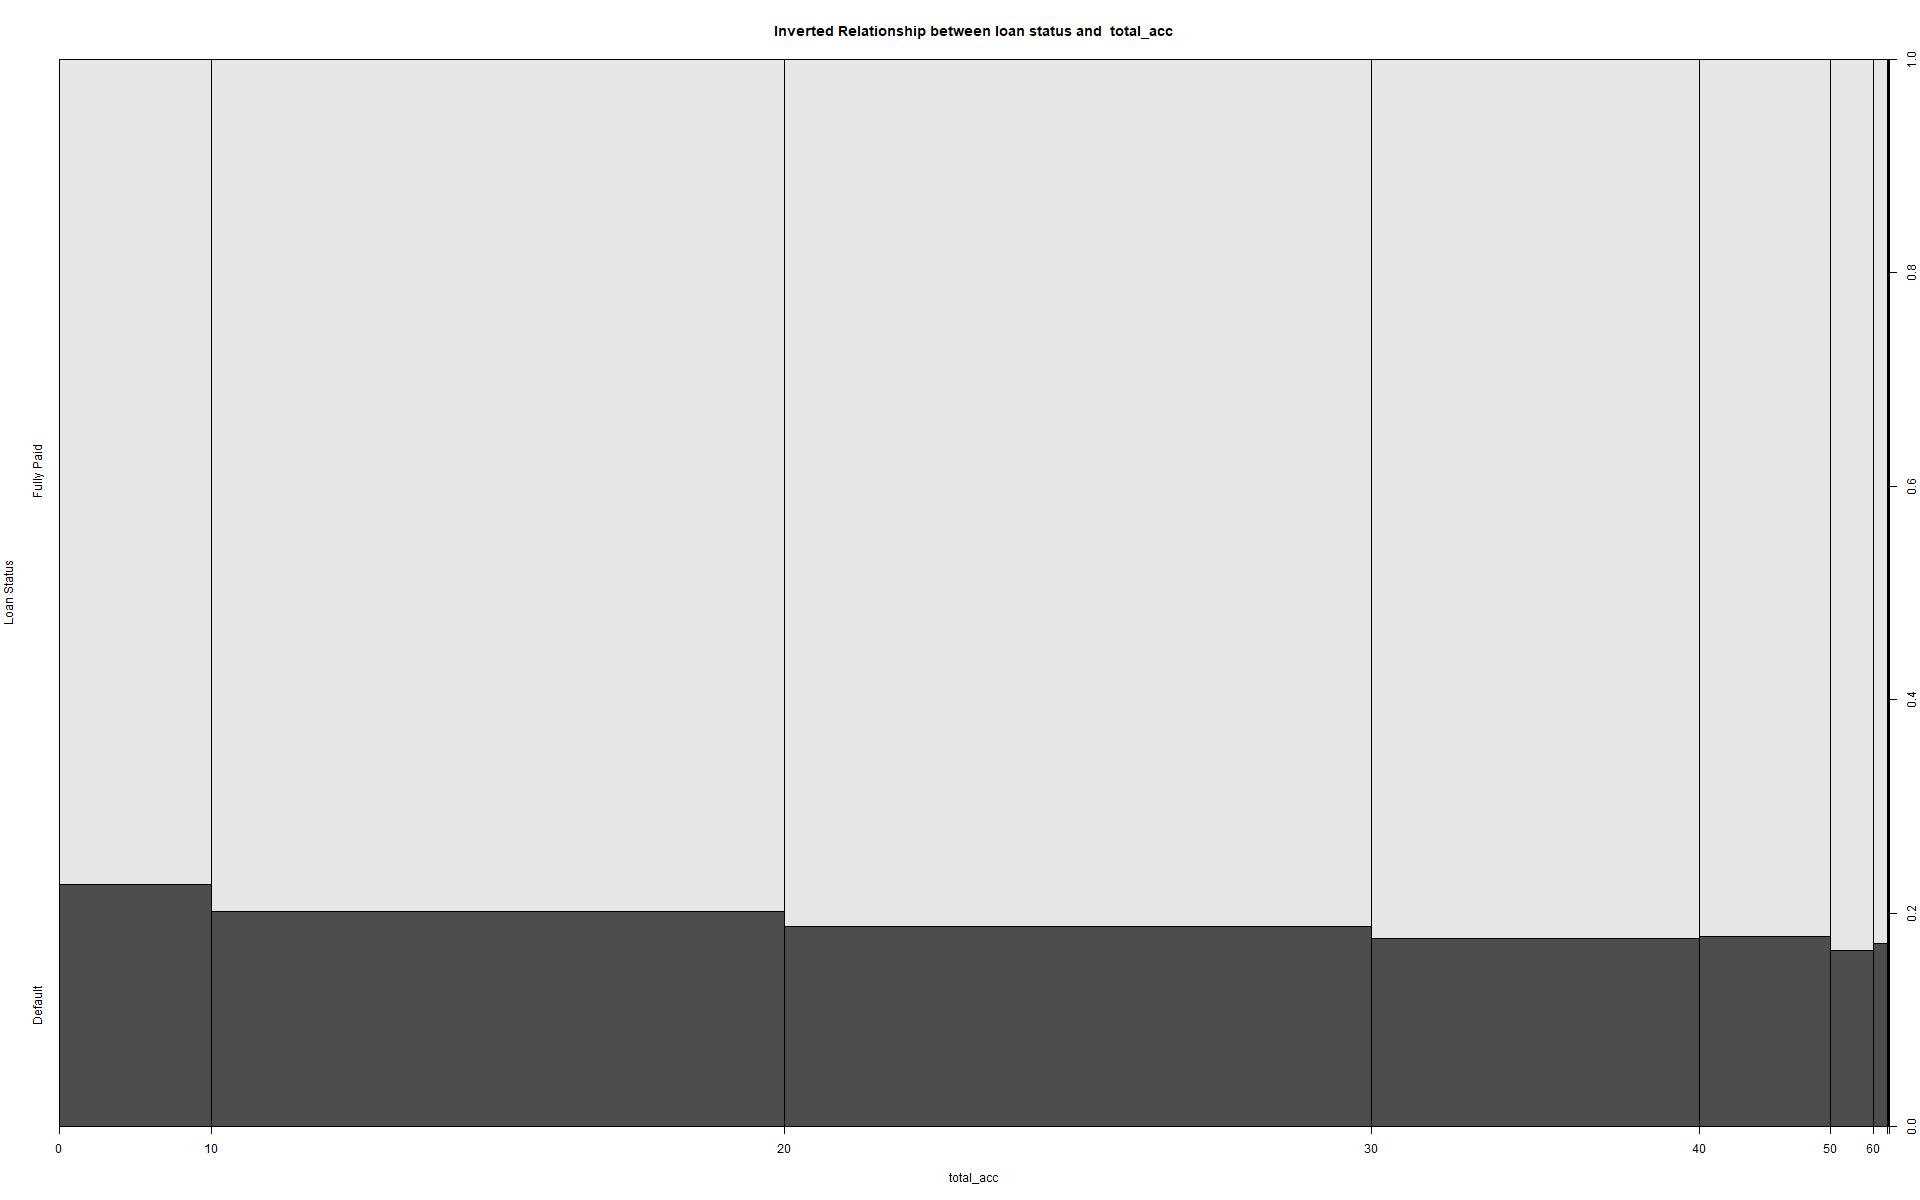 Inverted Relationship between loan status and  total_acc
Loan Status
Fully Paid
Default
1.0
0.8
0.6
0.4
0.2
0.0
0 10 20 30 40 50 60
total_acc